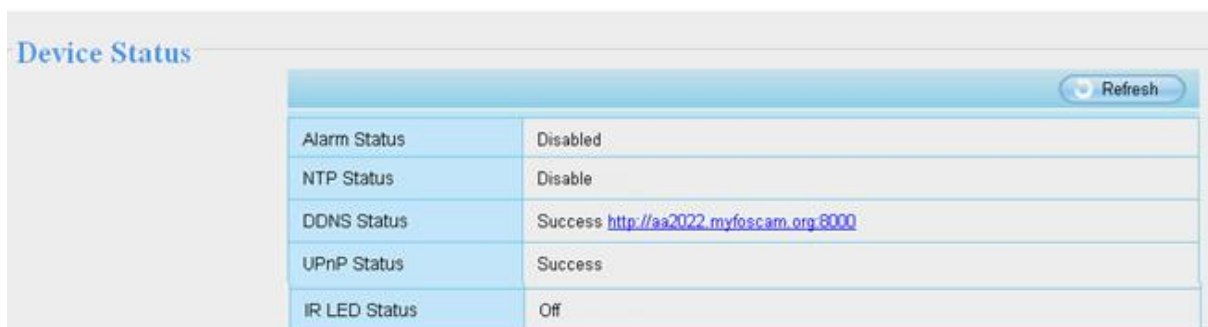 Device Status
Refresh
Alarm Status Disabled
NTP Status Disable
DDNS Status Success http://aa2022.myfoscam.org:8000
UPnP Status Success
IR LED Status Off